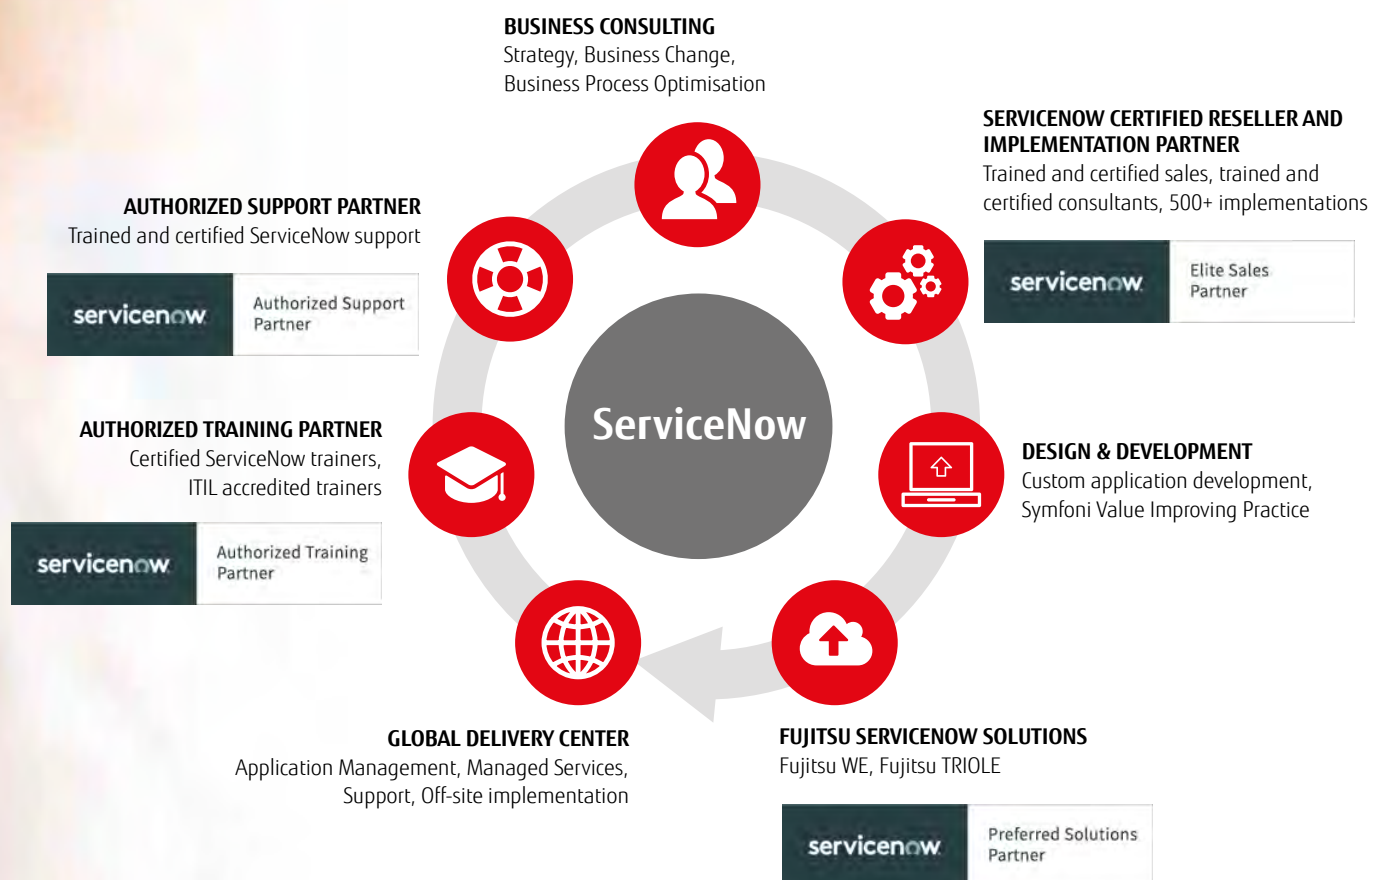 BUSINESS CONSULTING
Strategy, Business Change,
Business Process Optimisation
SERVICENOW CERTIFIED RESELLER AND
IMPLEMENTATION PARTNER
Trained and certified sales, trained and
certified consultants, 500+ implementations
servicenow
Elite Sales
Partner
AUTHORIZED SUPPORT PARTNER
Trained and certified ServiceNow support
servicenow
Authorized Support
Partner
ServiceNow
AUTHORIZED TRAINING PARTNER
Certified ServiceNow trainers,
ITIL accredited trainers
servicenow
Authorized Training
Partner
DESIGN & DEVELOPMENT
Custom application development,
Symfoni Value Improving Practice
GLOBAL DELIVERY CENTER
Application Management, Managed Services,
Support, Off-site implementation
FUJITSU SERVICENOW SOLUTIONS
Fujitsu WE, Fujitsu TRIOLE
servicenow
Preferred Solutions
Partner